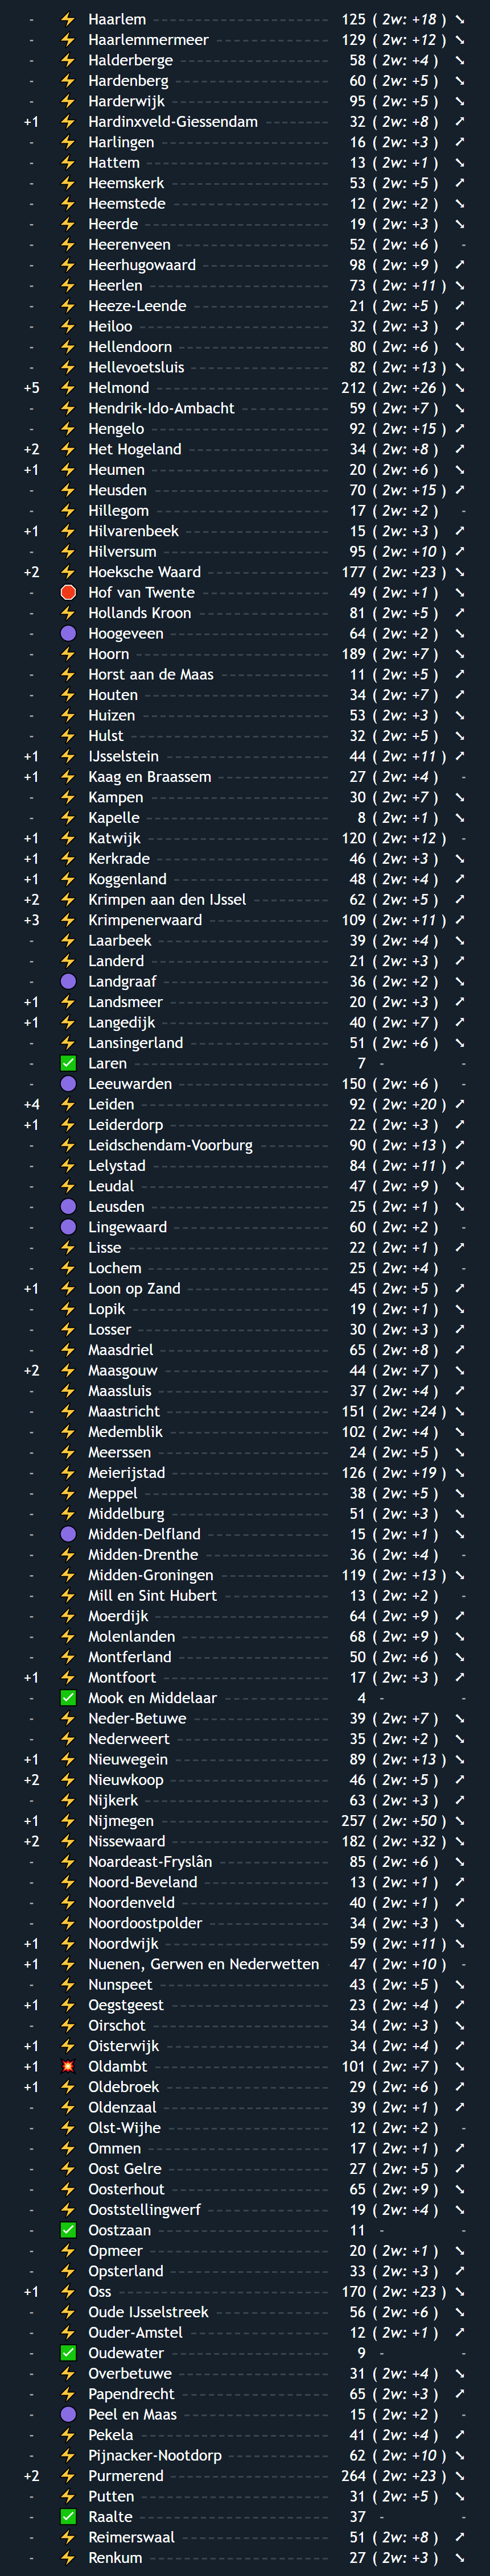 - ⚡ Haarlem 125 ( 2w: +18 ) ➘
- ⚡ Haarlemmermeer 129 ( 2w: +12 ) ➘
- ⚡ Halderberge 58 ( 2w: +4 ) ➘
- ⚡ Hardenberg 60 ( 2w: +5 ) ➘
- ⚡ Harderwijk 95 ( 2w: +5 ) ➘
+1 ⚡ Hardinxveld-Giessendam 32 ( 2w: +8 ) ➚
- ⚡ Harlingen 16 ( 2w: +3 ) ➚
- ⚡ Hattem 13 ( 2w: +1 ) ➘
- ⚡ Heemskerk 53 ( 2w: +5 ) ➚
- ⚡ Heemstede 12 ( 2w: +2 ) ➘
- ⚡ Heerde 19 ( 2w: +3 ) ➘
- ⚡ Heerenveen 52 ( 2w: +6 ) -
- ⚡ Heerhugowaard 98 ( 2w: +9 ) ➚
- ⚡ Heerlen 73 ( 2w: +11 ) ➘
- ⚡ Heeze-Leende 21 ( 2w: +5 ) ➚
- ⚡ Heiloo 32 ( 2w: +3 ) ➚
- ⚡ Hellendoorn 80 ( 2w: +6 ) ➘
- ⚡ Hellevoetsluis 82 ( 2w: +13 ) ➘
+5 ⚡ Helmond 212 ( 2w: +26 ) ➘
- ⚡ Hendrik-Ido-Ambacht 59 ( 2w: +7 ) ➘
- ⚡ Hengelo 92 ( 2w: +15 ) ➚
+2 ⚡ Het Hogeland 34 ( 2w: +8 ) ➚
+1 ⚡ Heumen 20 ( 2w: +6 ) ➘
- ⚡ Heusden 70 ( 2w: +15 ) ➚
- ⚡ Hillegom 17 ( 2w: +2 ) -
+1 ⚡ Hilvarenbeek 15 ( 2w: +3 ) ➚
- ⚡ Hilversum 95 ( 2w: +10 ) ➚
+2 ⚡ Hoeksche Waard 177 ( 2w: +23 ) ➘
- 🛑 Hof van Twente 49 ( 2w: +1 ) ➘
- ⚡ Hollands Kroon 81 ( 2w: +5 ) ➚
- 🟣 Hoogeveen 64 ( 2w: +2 ) ➘
- ⚡ Hoorn 189 ( 2w: +7 ) ➘
- ⚡ Horst aan de Maas 11 ( 2w: +5 ) ➚
- ⚡ Houten 34 ( 2w: +7 ) ➚
- ⚡ Huizen 53 ( 2w: +3 ) ➘
- ⚡ Hulst 32 ( 2w: +5 ) ➘
+1 ⚡ IJsselstein 44 ( 2w: +11 ) ➚
+1 ⚡ Kaag en Braassem 27 ( 2w: +4 ) -
- ⚡ Kampen 30 ( 2w: +7 ) ➘
- ⚡ Kapelle 8 ( 2w: +1 ) ➘
+1 ⚡ Katwijk 120 ( 2w: +12 ) -
+1 ⚡ Kerkrade 46 ( 2w: +3 ) ➘
+1 ⚡ Koggenland 48 ( 2w: +4 ) ➚
+2 ⚡ Krimpen aan den IJssel 62 ( 2w: +5 ) ➚
+3 ⚡ Krimpenerwaard 109 ( 2w: +11 ) ➚
- ⚡ Laarbeek 39 ( 2w: +4 ) ➘
- ⚡ Landerd 21 ( 2w: +3 ) ➚
- 🟣 Landgraaf 36 ( 2w: +2 ) ➘
+1 ⚡ Landsmeer 20 ( 2w: +3 ) ➚
+1 ⚡ Langedijk 40 ( 2w: +7 ) ➚
- ⚡ Lansingerland 51 ( 2w: +6 ) ➘
- ✅ Laren 7 - -
- 🟣 Leeuwarden 150 ( 2w: +6 ) -
+4 ⚡ Leiden 92 ( 2w: +20 ) ➚
+1 ⚡ Leiderdorp 22 ( 2w: +3 ) ➚
- ⚡ Leidschendam-Voorburg 90 ( 2w: +13 ) ➚
- ⚡ Lelystad 84 ( 2w: +11 ) ➚
- ⚡ Leudal 47 ( 2w: +9 ) ➘
- 🟣 Leusden 25 ( 2w: +1 ) ➘
- 🟣 Lingewaard 60 ( 2w: +2 ) -
- ⚡ Lisse 22 ( 2w: +1 ) ➚
- ⚡ Lochem 25 ( 2w: +4 ) -
+1 ⚡ Loon op Zand 45 ( 2w: +5 ) ➚
- ⚡ Lopik 19 ( 2w: +1 ) ➘
- ⚡ Losser 30 ( 2w: +3 ) ➚
- ⚡ Maasdriel 65 ( 2w: +8 ) ➚
+2 ⚡ Maasgouw 44 ( 2w: +7 ) ➘
- ⚡ Maassluis 37 ( 2w: +4 ) ➚
- ⚡ Maastricht 151 ( 2w: +24 ) ➘
- ⚡ Medemblik 102 ( 2w: +4 ) ➘
- ⚡ Meerssen 24 ( 2w: +5 ) ➘
- ⚡ Meierijstad 126 ( 2w: +19 ) ➘
- ⚡ Meppel 38 ( 2w: +5 ) ➘
- ⚡ Middelburg 51 ( 2w: +3 ) ➘
- 🟣 Midden-Delfland 15 ( 2w: +1 ) ➘
- ⚡ Midden-Drenthe 36 ( 2w: +4 ) -
- ⚡ Midden-Groningen 119 ( 2w: +13 ) ➘
- ⚡ Mill en Sint Hubert 13 ( 2w: +2 ) -
- ⚡ Moerdijk 64 ( 2w: +9 ) ➚
- ⚡ Molenlanden 68 ( 2w: +9 ) ➘
- ⚡ Montferland 50 ( 2w: +6 ) ➘
+1 ⚡ Montfoort 17 ( 2w: +3 ) ➚
- ✅ Mook en Middelaar 4 - -
- ⚡ Neder-Betuwe 39 ( 2w: +7 ) ➘
- ⚡ Nederweert 35 ( 2w: +2 ) ➘
+1 ⚡ Nieuwegein 89 ( 2w: +13 ) ➘
+2 ⚡ Nieuwkoop 46 ( 2w: +5 ) ➚
- ⚡ Nijkerk 63 ( 2w: +3 ) ➚
+1 ⚡ Nijmegen 257 ( 2w: +50 ) ➘
+2 ⚡ Nissewaard 182 ( 2w: +32 ) ➘
- ⚡ Noardeast-Fryslân 85 ( 2w: +6 ) ➘
- ⚡ Noord-Beveland 13 ( 2w: +1 ) ➚
- ⚡ Noordenveld 40 ( 2w: +1 ) ➚
- ⚡ Noordoostpolder 34 ( 2w: +3 ) ➘
+1 ⚡ Noordwijk 59 ( 2w: +11 ) ➘
+1 ⚡ Nuenen, Gerwen en Nederwetten 47 ( 2w: +10 ) -
- ⚡ Nunspeet 43 ( 2w: +5 ) ➘
+1 ⚡ Oegstgeest 23 ( 2w: +4 ) ➚
- ⚡ Oirschot 34 ( 2w: +3 ) ➘
+1 ⚡ Oisterwijk 34 ( 2w: +4 ) ➚
+1 💥 Oldambt 101 ( 2w: +7 ) ➘
+1 ⚡ Oldebroek 29 ( 2w: +6 ) ➚
- ⚡ Oldenzaal 39 ( 2w: +1 ) ➚
- ⚡ Olst-Wijhe 12 ( 2w: +2 ) -
- ⚡ Ommen 17 ( 2w: +1 ) ➚
- ⚡ Oost Gelre 27 ( 2w: +5 ) ➚
- ⚡ Oosterhout 65 ( 2w: +9 ) ➘
- ⚡ Ooststellingwerf 19 ( 2w: +4 ) ➘
- ✅ Oostzaan 11 - -
- ⚡ Opmeer 20 ( 2w: +1 ) ➘
- ⚡ Opsterland 33 ( 2w: +3 ) ➚
+1 ⚡ Oss 170 ( 2w: +23 ) ➘
- ⚡ Oude IJsselstreek 56 ( 2w: +6 ) ➘
- ⚡ Ouder-Amstel 12 ( 2w: +1 ) ➚
- ✅ Oudewater 9 - -
- ⚡ Overbetuwe 31 ( 2w: +4 ) ➘
- ⚡ Papendrecht 65 ( 2w: +3 ) ➚
- 🟣 Peel en Maas 15 ( 2w: +2 ) -
- ⚡ Pekela 41 ( 2w: +4 ) ➚
- ⚡ Pijnacker-Nootdorp 62 ( 2w: +10 ) ➘
+2 ⚡ Purmerend 264 ( 2w: +23 ) ➘
- ⚡ Putten 31 ( 2w: +5 ) ➘
- ✅ Raalte 37 - -
- ⚡ Reimerswaal 51 ( 2w: +8 ) ➚
- ⚡ Renkum 27 ( 2w: +3 ) ➘